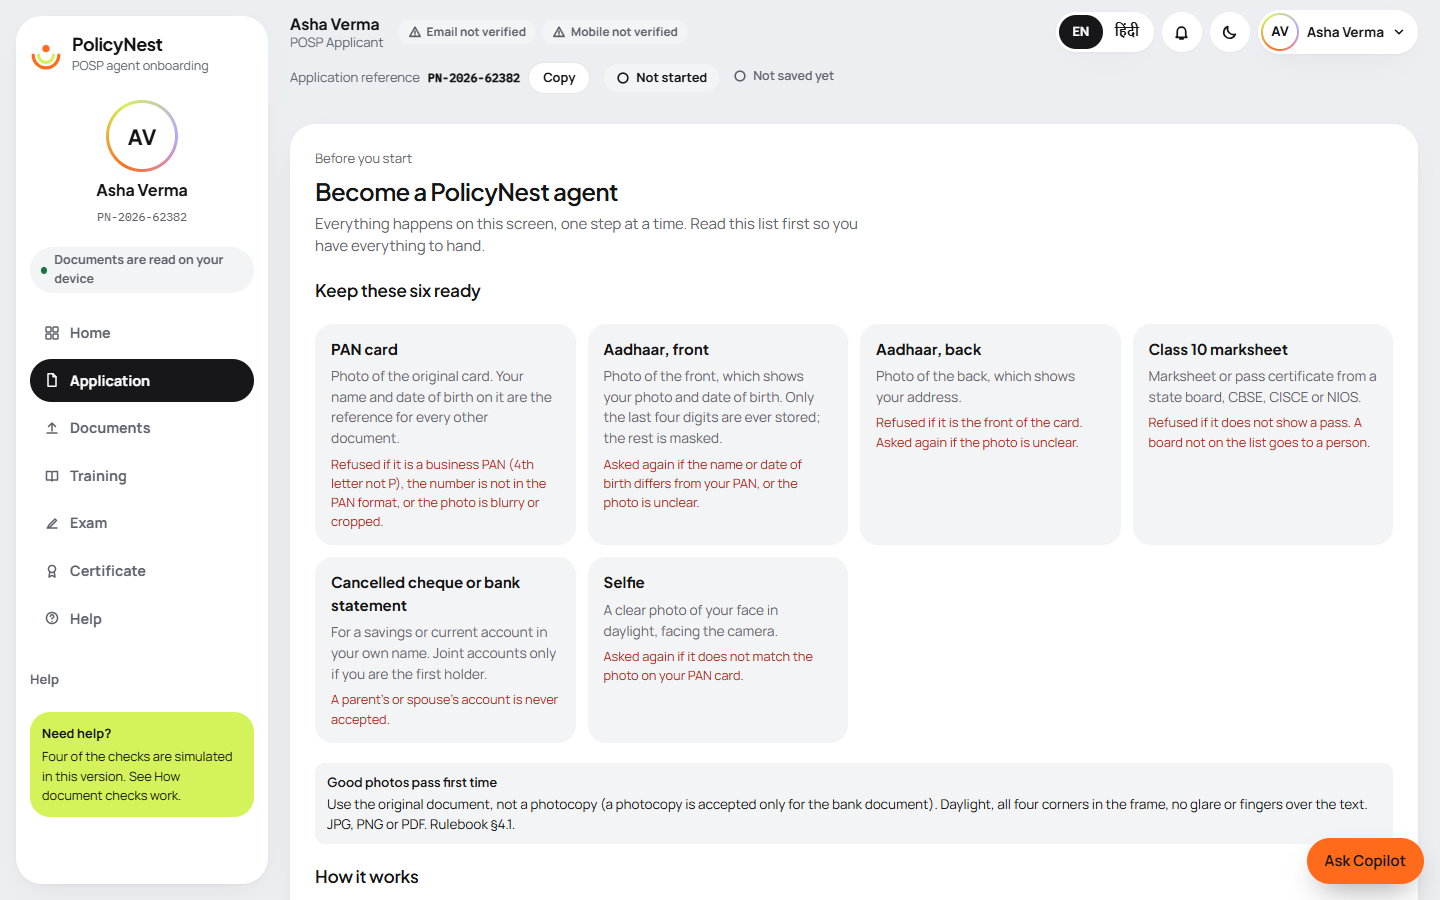 PolicyNest
POSP agent onboarding
AV
Asha Verma
PN-2026-62382
Documents are read on your
device
Home
Application
Documents
Training
Exam
Certificate
Help
Help
Need help?
Four of the checks are simulated
in this version. See How
document checks work.
Asha Verma
POSP Applicant
Email not verified
Mobile not verified
EN
हिंदी
AV
Asha Verma
Application reference PN-2026-62382
Copy
Not started
Not saved yet
Before you start
Become a PolicyNest agent
Everything happens on this screen, one step at a time. Read this list first so you
have everything to hand.
Keep these six ready
PAN card
Photo of the original card. Your
name and date of birth on it are the
reference for every other
document.
Refused if it is a business PAN (4th
letter not P), the number is not in the
PAN format, or the photo is blurry or
cropped.
Aadhaar, front
Photo of the front, which shows
your photo and date of birth. Only
the last four digits are ever stored;
the rest is masked.
Asked again if the name or date of
birth differs from your PAN, or the
photo is unclear.
Aadhaar, back
Photo of the back, which shows
your address.
Refused if it is the front of the card.
Asked again if the photo is unclear.
Class 10 marksheet
Marksheet or pass certificate from a
state board, CBSE, CISCE or NIOS.
Refused if it does not show a pass. A
board not on the list goes to a person.
Cancelled cheque or bank
statement
For a savings or current account in
your own name. Joint accounts only
if you are the first holder.
A parent's or spouse's account is never
accepted.
Selfie
A clear photo of your face in
daylight, facing the camera.
Asked again if it does not match the
photo on your PAN card.
Good photos pass first time
Use the original document, not a photocopy (a photocopy is accepted only for the bank document). Daylight, all four corners in the frame, no glare or fingers over the text.
JPG, PNG or PDF. Rulebook §4.1.
How it works
Ask Copilot